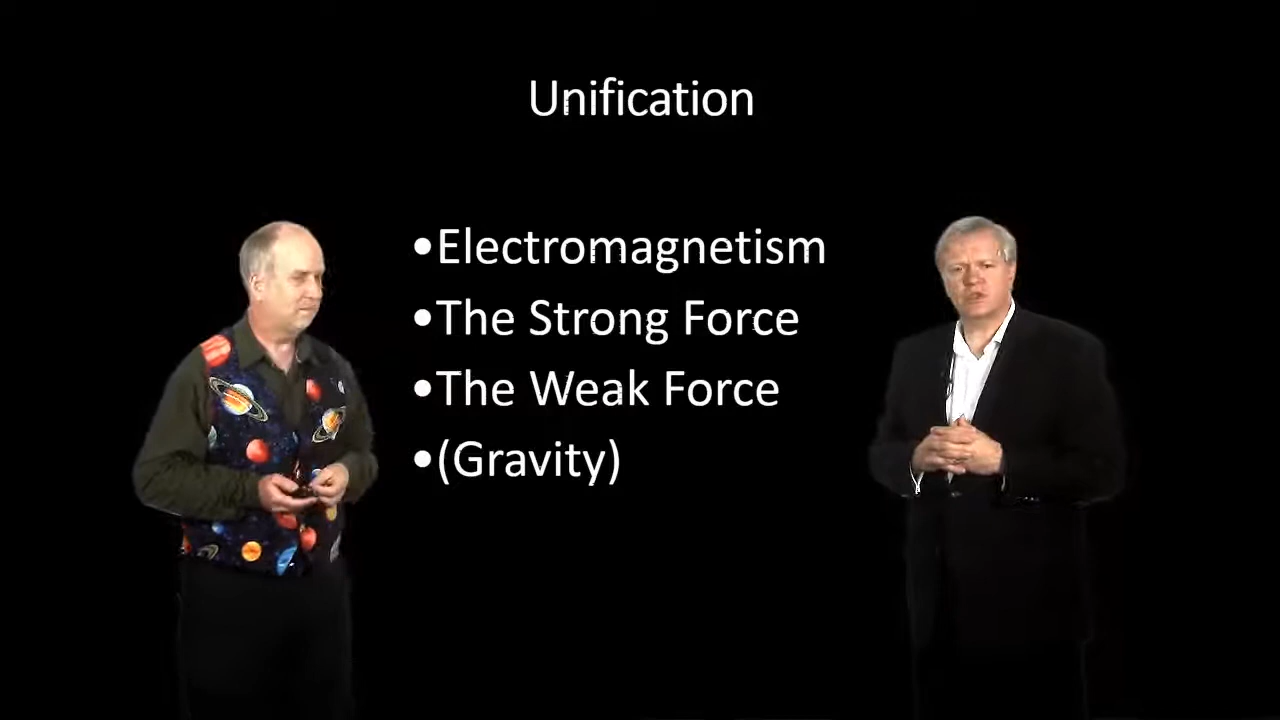 Unification
•Electromagnetism
•The Strong Force
•The Weak Force
•(Gravity)